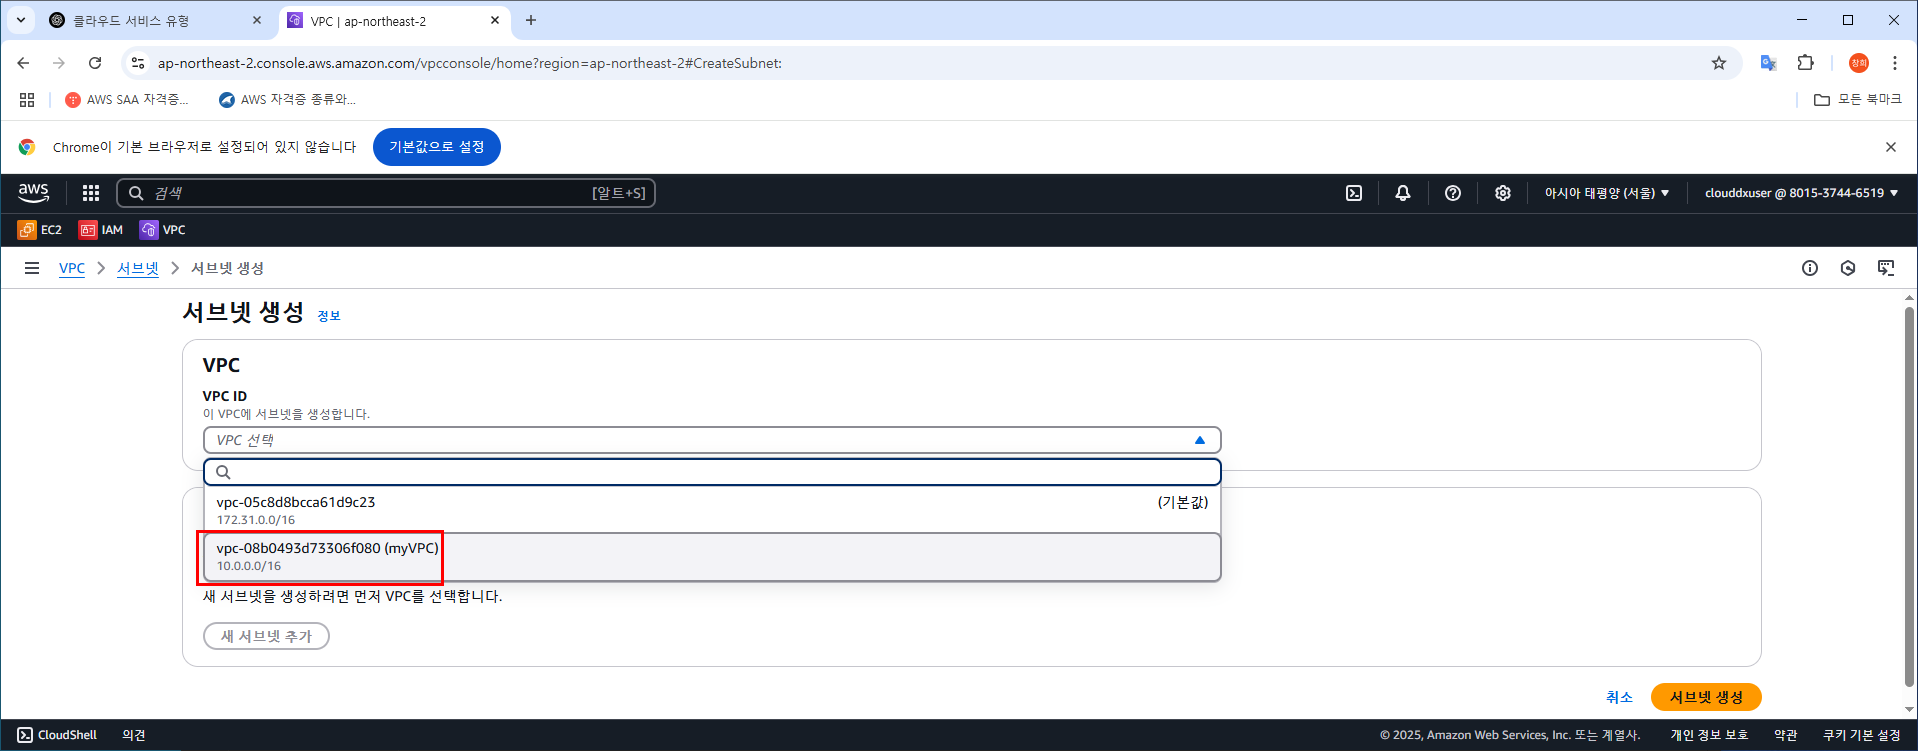 클라우드 서비스 유형
VPC | ap-northeast-2
ap-northeast-2.console.aws.amazon.com/vpcconsole/home?region=ap-northeast-2#CreateSubnet:
창희
AWS SAA 자격증...
AWS 자격증 종류와...
모든 북마크
Chrome이 기본 브라우저로 설정되어 있지 않습니다
기본값으로 설정
aws
검색
[알트+S]
아시아 태평양 (서울)
clouddxuser @ 8015-3744-6519
EC2
IAM
VPC
VPC
서브넷
서브넷 생성
서브넷 생성
정보
VPC
VPC ID
이 VPC에 서브넷을 생성합니다.
VPC 선택
vpc-05c8d8bcca61d9c23
(기본값)
172.31.0.0/16
vpc-08b0493d73306f080 (myVPC)
10.0.0.0/16
새 서브넷을 생성하려면 먼저 VPC를 선택합니다.
새 서브넷 추가
취소
서브넷 생성
CloudShell
의견
© 2025, Amazon Web Services, Inc. 또는 계열사.
개인 정보 보호
약관
쿠키 기본 설정